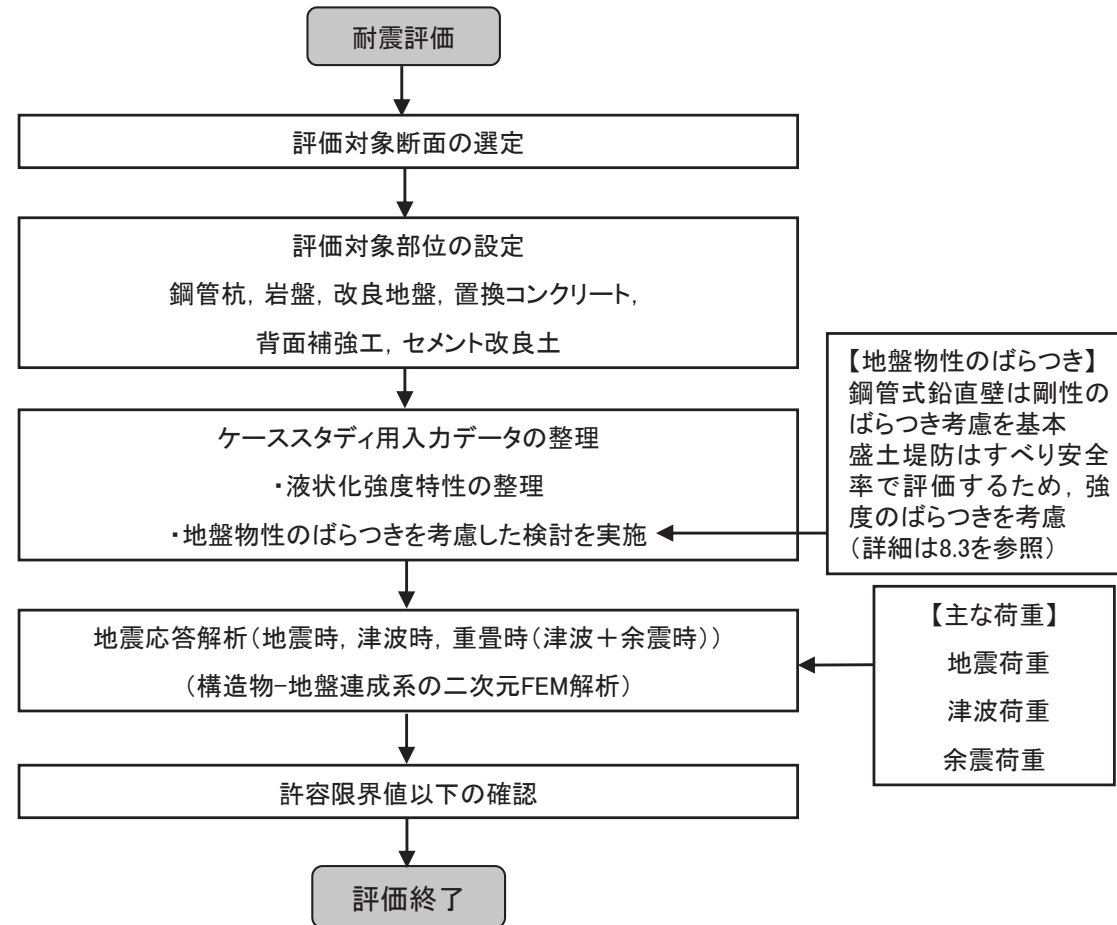 耐震評価
評価対象断面の選定
評価対象部位の設定
鋼管杭，岩盤，改良地盤，置換コンクリート，
背面補強工，セメント改良土
ケーススタディ用入力データの整理
・液状化強度特性の整理
・地盤物性のばらつきを考慮した検討を実施
【地盤物性のばらつき】
鋼管式鉛直壁は剛性の
ばらつき考慮を基本
盛土堤防はすべり安全
率で評価するため，強
度のばらつきを考慮
（詳細は8.3を参照）
地震応答解析（地震時，津波時，重畳時（津波＋余震時））
（構造物-地盤連成系の二次元FEM解析）
【主な荷重】
地震荷重
津波荷重
余震荷重
許容限界値以下の確認
評価終了